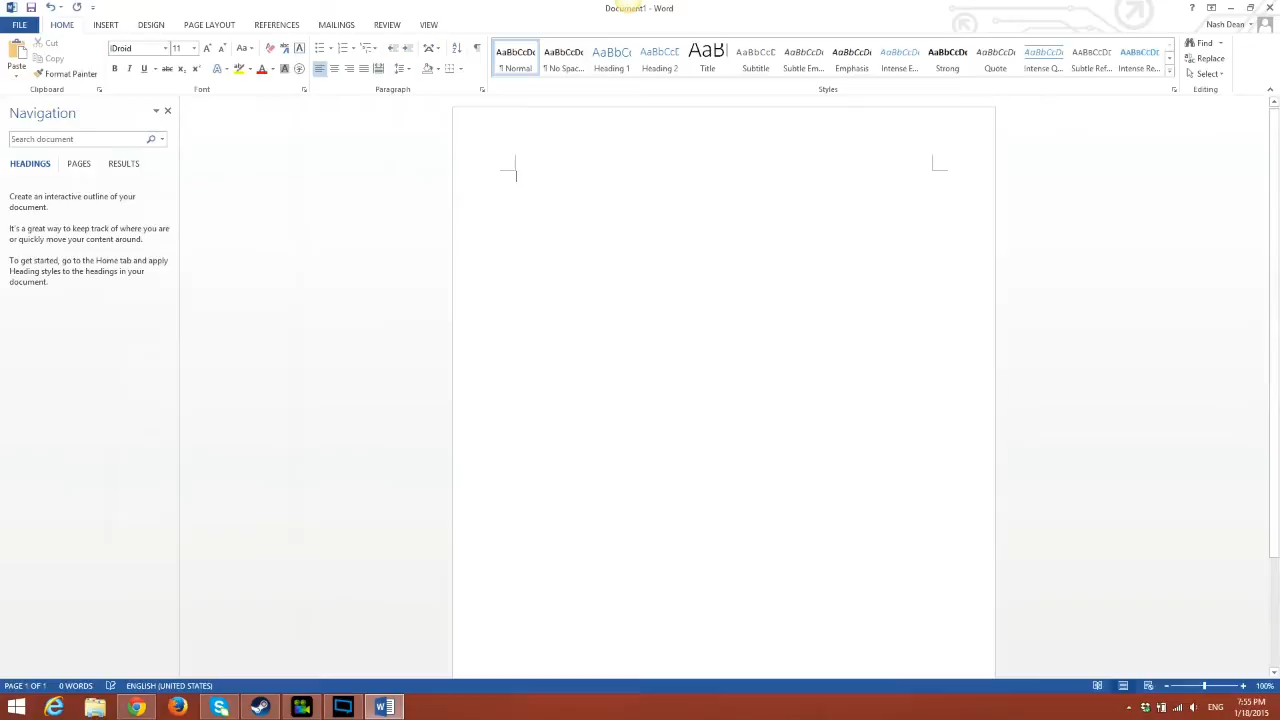 Document1 - Word
FILE HOME INSERT DESIGN PAGE LAYOUT REFERENCES MAILINGS REVIEW VIEW
Nash Dean
Paste
Cut
Copy
Format Painter
Clipboard
iDroid 11
Font
Paragraph
AaBbCcDc AaBbCcDc AaBbCc AaBbCcE AaB AaBbCcE AaBbCcDc AaBbCcDc AaBbCcDc AaBbCcDc AaBbCcDc AaBbCcDc AaBbCcDc AaBbCcDc
¶ Normal ¶ No Spac... Heading 1 Heading 2 Title Subtitle Subtle Em... Emphasis Intense E... Strong Quote Intense Q... Subtle Ref... Intense Re...
Styles
Find
Replace
Select
Editing
Navigation
Search document
HEADINGS PAGES RESULTS
Create an interactive outline of your
document.
It's a great way to keep track of where you are
or quickly move your content around.
To get started, go to the Home tab and apply
Heading styles to the headings in your
document.
PAGE 1 OF 1 0 WORDS ENGLISH (UNITED STATES)
100%
ENG
7:55 PM
1/18/2015